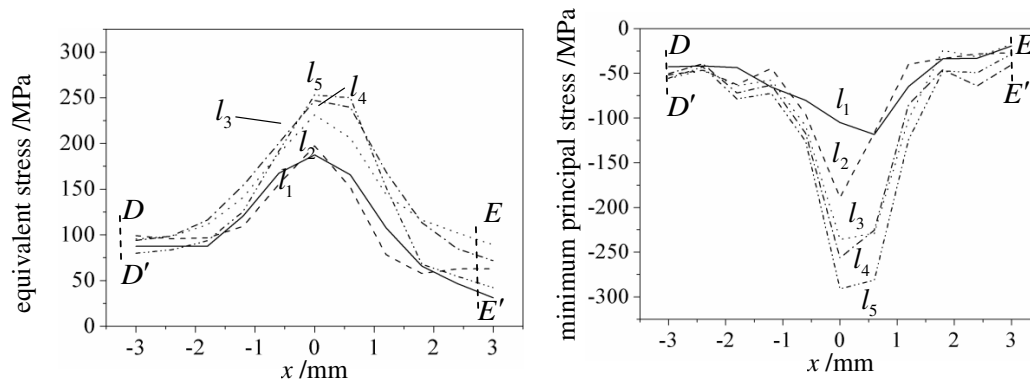 equivalent stress /MPa
300
250
200
150
100
50
0
l5
l4
l3
l2
l1
D
D′
E
E′
-3 -2 -1 0 1 2 3
x /mm
minimum principal stress /MPa
0
-50
-100
-150
-200
-250
-300
D
D′
E
E′
l1
l2
l3
l4
l5
-3 -2 -1 0 1 2 3
x /mm